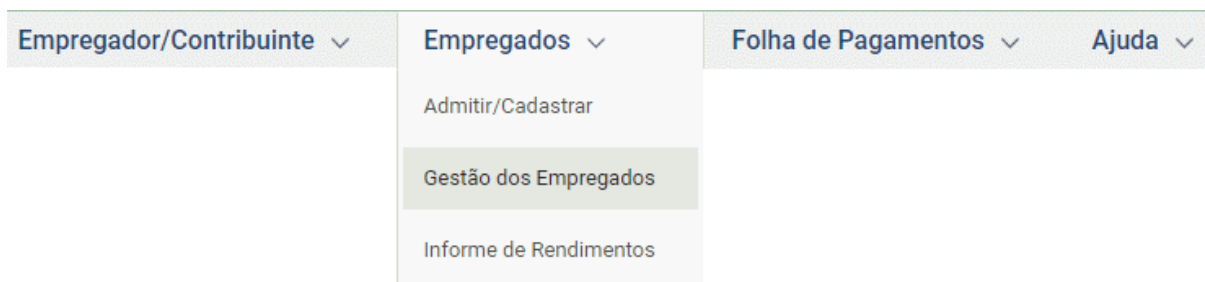 Empregador/Contribuinte Empregados Folha de Pagamentos Ajuda
Admitir/Cadastrar
Gestão dos Empregados
Informe de Rendimentos